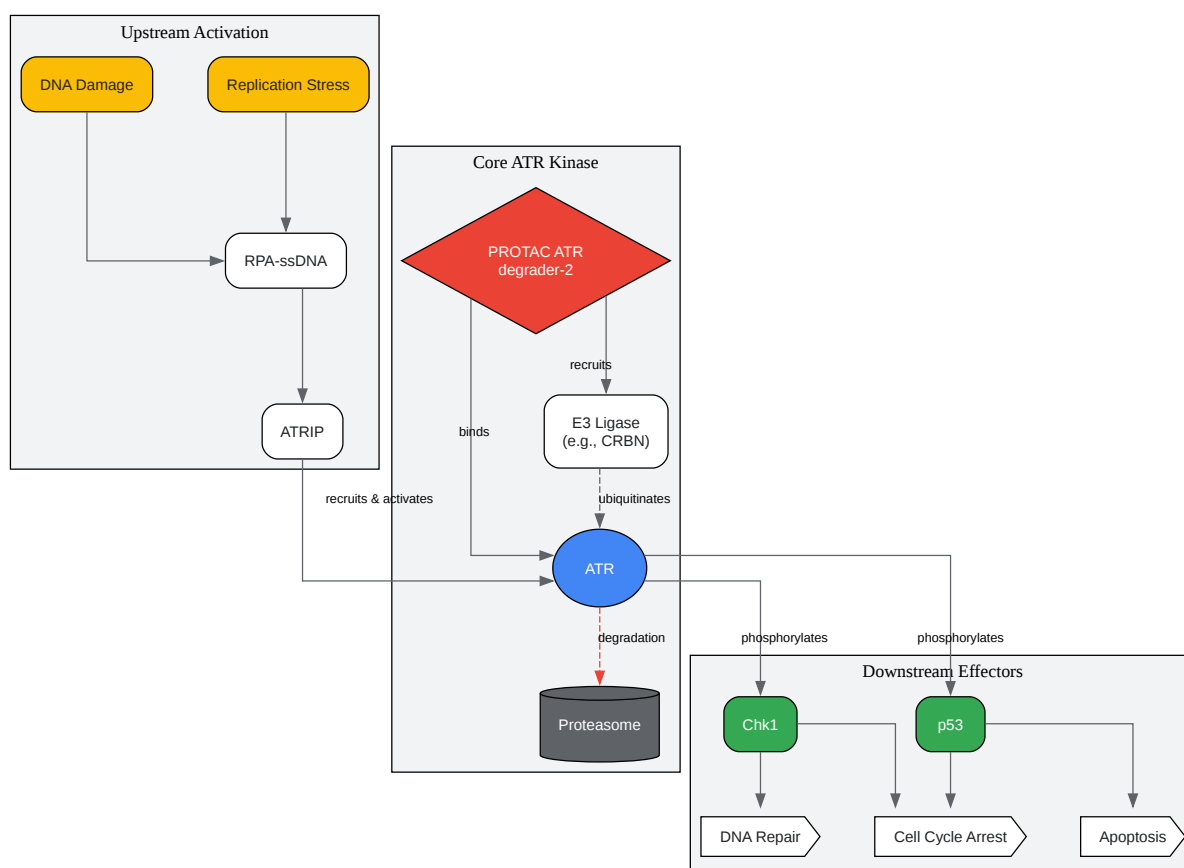 Upstream Activation
DNA Damage
Replication Stress
RPA-ssDNA
ATRIP
recruits & activates
Core ATR Kinase
PROTAC ATR
degrader-2
recruits
binds
E3 Ligase
(e.g., CRBN)
ubiquitinates
ATR
degradation
Proteasome
phosphorylates
phosphorylates
Downstream Effectors
Chk1
p53
DNA Repair
Cell Cycle Arrest
Apoptosis